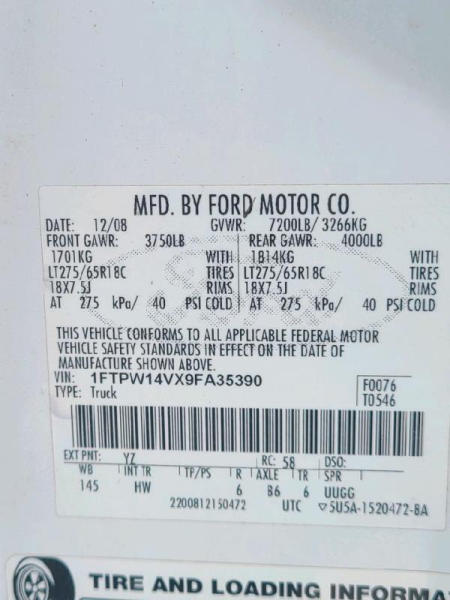 MFD. BY FORD MOTOR CO.
DATE: 12/08 GVWR: 7200LB/3266KG
FRONT GAWR: 3750LB REAR GAWR: 4000LB
1701KG WITH 1814KG WITH
LT275/65R18C TIRES LT275/65R18C TIRES
18X7.5J RIMS 18X7.5J RIMS
AT 275 kPa/ 40 PSI COLD AT 275 kPa/ 40 PSI COLD
THIS VEHICLE CONFORMS TO ALL APPLICABLE FEDERAL MOTOR
VEHICLE SAFETY STANDARDS IN EFFECT ON THE DATE OF
MANUFACTURE SHOWN ABOVE.
VIN: 1FTPW14VX9FA35390 F0076
TYPE: Truck T0546
EXT PNT: YZ RC: 58 DSO:
WB INT TR TP/PS R AXLE TR SPR
145 HW 6 B6 6 UUGG
2200812150472 UTC ▽5U5A-1520472-BA
TIRE AND LOADING INFORMA